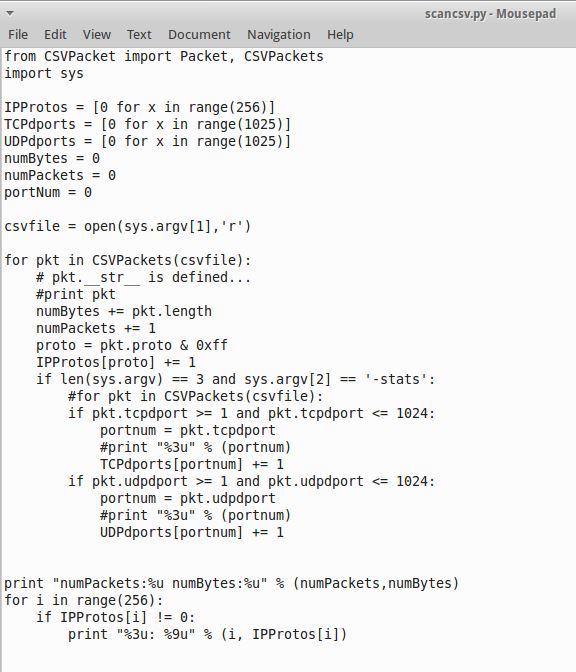 scancsv.py - Mousepad
File Edit View Text Document Navigation Help
from CSVPacket import Packet, CSVPackets
import sys

IPProtos = [0 for x in range(256)]
TCPdports = [0 for x in range(1025)]
UDPdports = [0 for x in range(1025)]
numBytes = 0
numPackets = 0
portNum = 0

csvfile = open(sys.argv[1],'r')

for pkt in CSVPackets(csvfile):
    # pkt.__str__ is defined...
    #print pkt
    numBytes += pkt.length
    numPackets += 1
    proto = pkt.proto & 0xff
    IPProtos[proto] += 1
    if len(sys.argv) == 3 and sys.argv[2] == '-stats':
        #for pkt in CSVPackets(csvfile):
        if pkt.tcpdport >= 1 and pkt.tcpdport <= 1024:
            portnum = pkt.tcpdport
            #print "%3u" % (portnum)
            TCPdports[portnum] += 1
        if pkt.udpdport >= 1 and pkt.udpdport <= 1024:
            portnum = pkt.udpdport
            #print "%3u" % (portnum)
            UDPdports[portnum] += 1


print "numPackets:%u numBytes:%u" % (numPackets,numBytes)
for i in range(256):
    if IPProtos[i] != 0:
        print "%3u: %9u" % (i, IPProtos[i])